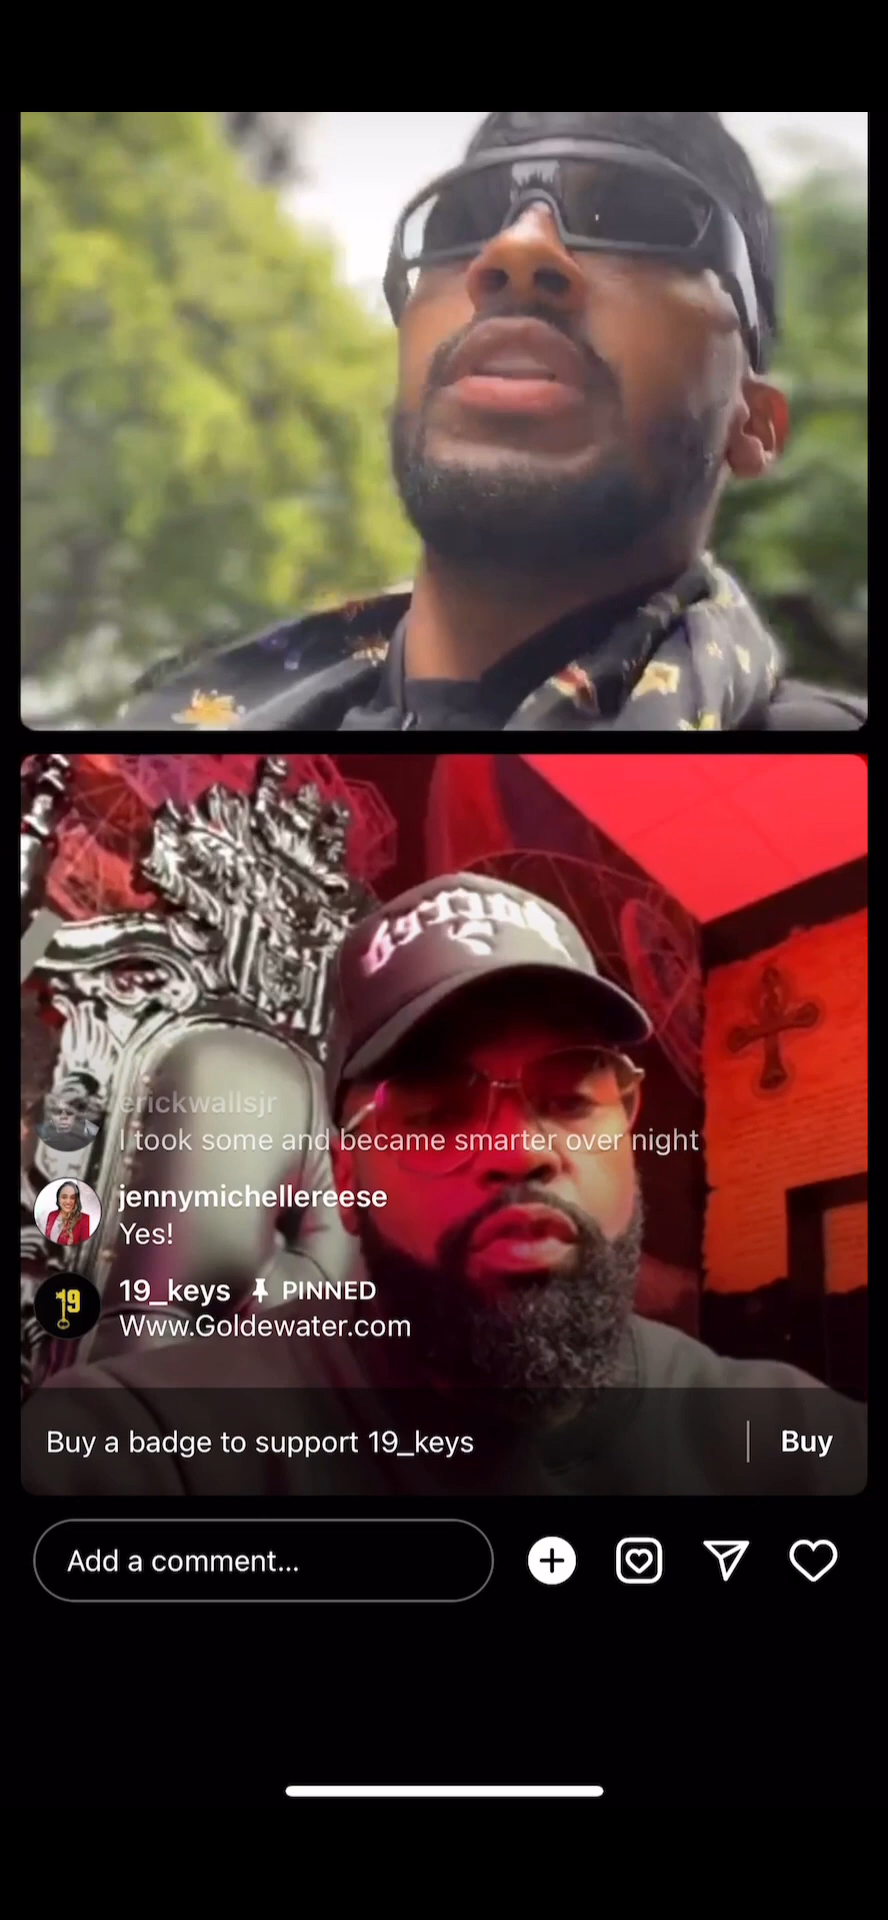 erickwallsjr
I took some and became smarter over night
jennymichellereese
Yes!
19_keys PINNED
Www.Goldewater.com
19
Buy a badge to support 19_keys
Buy
Add a comment...